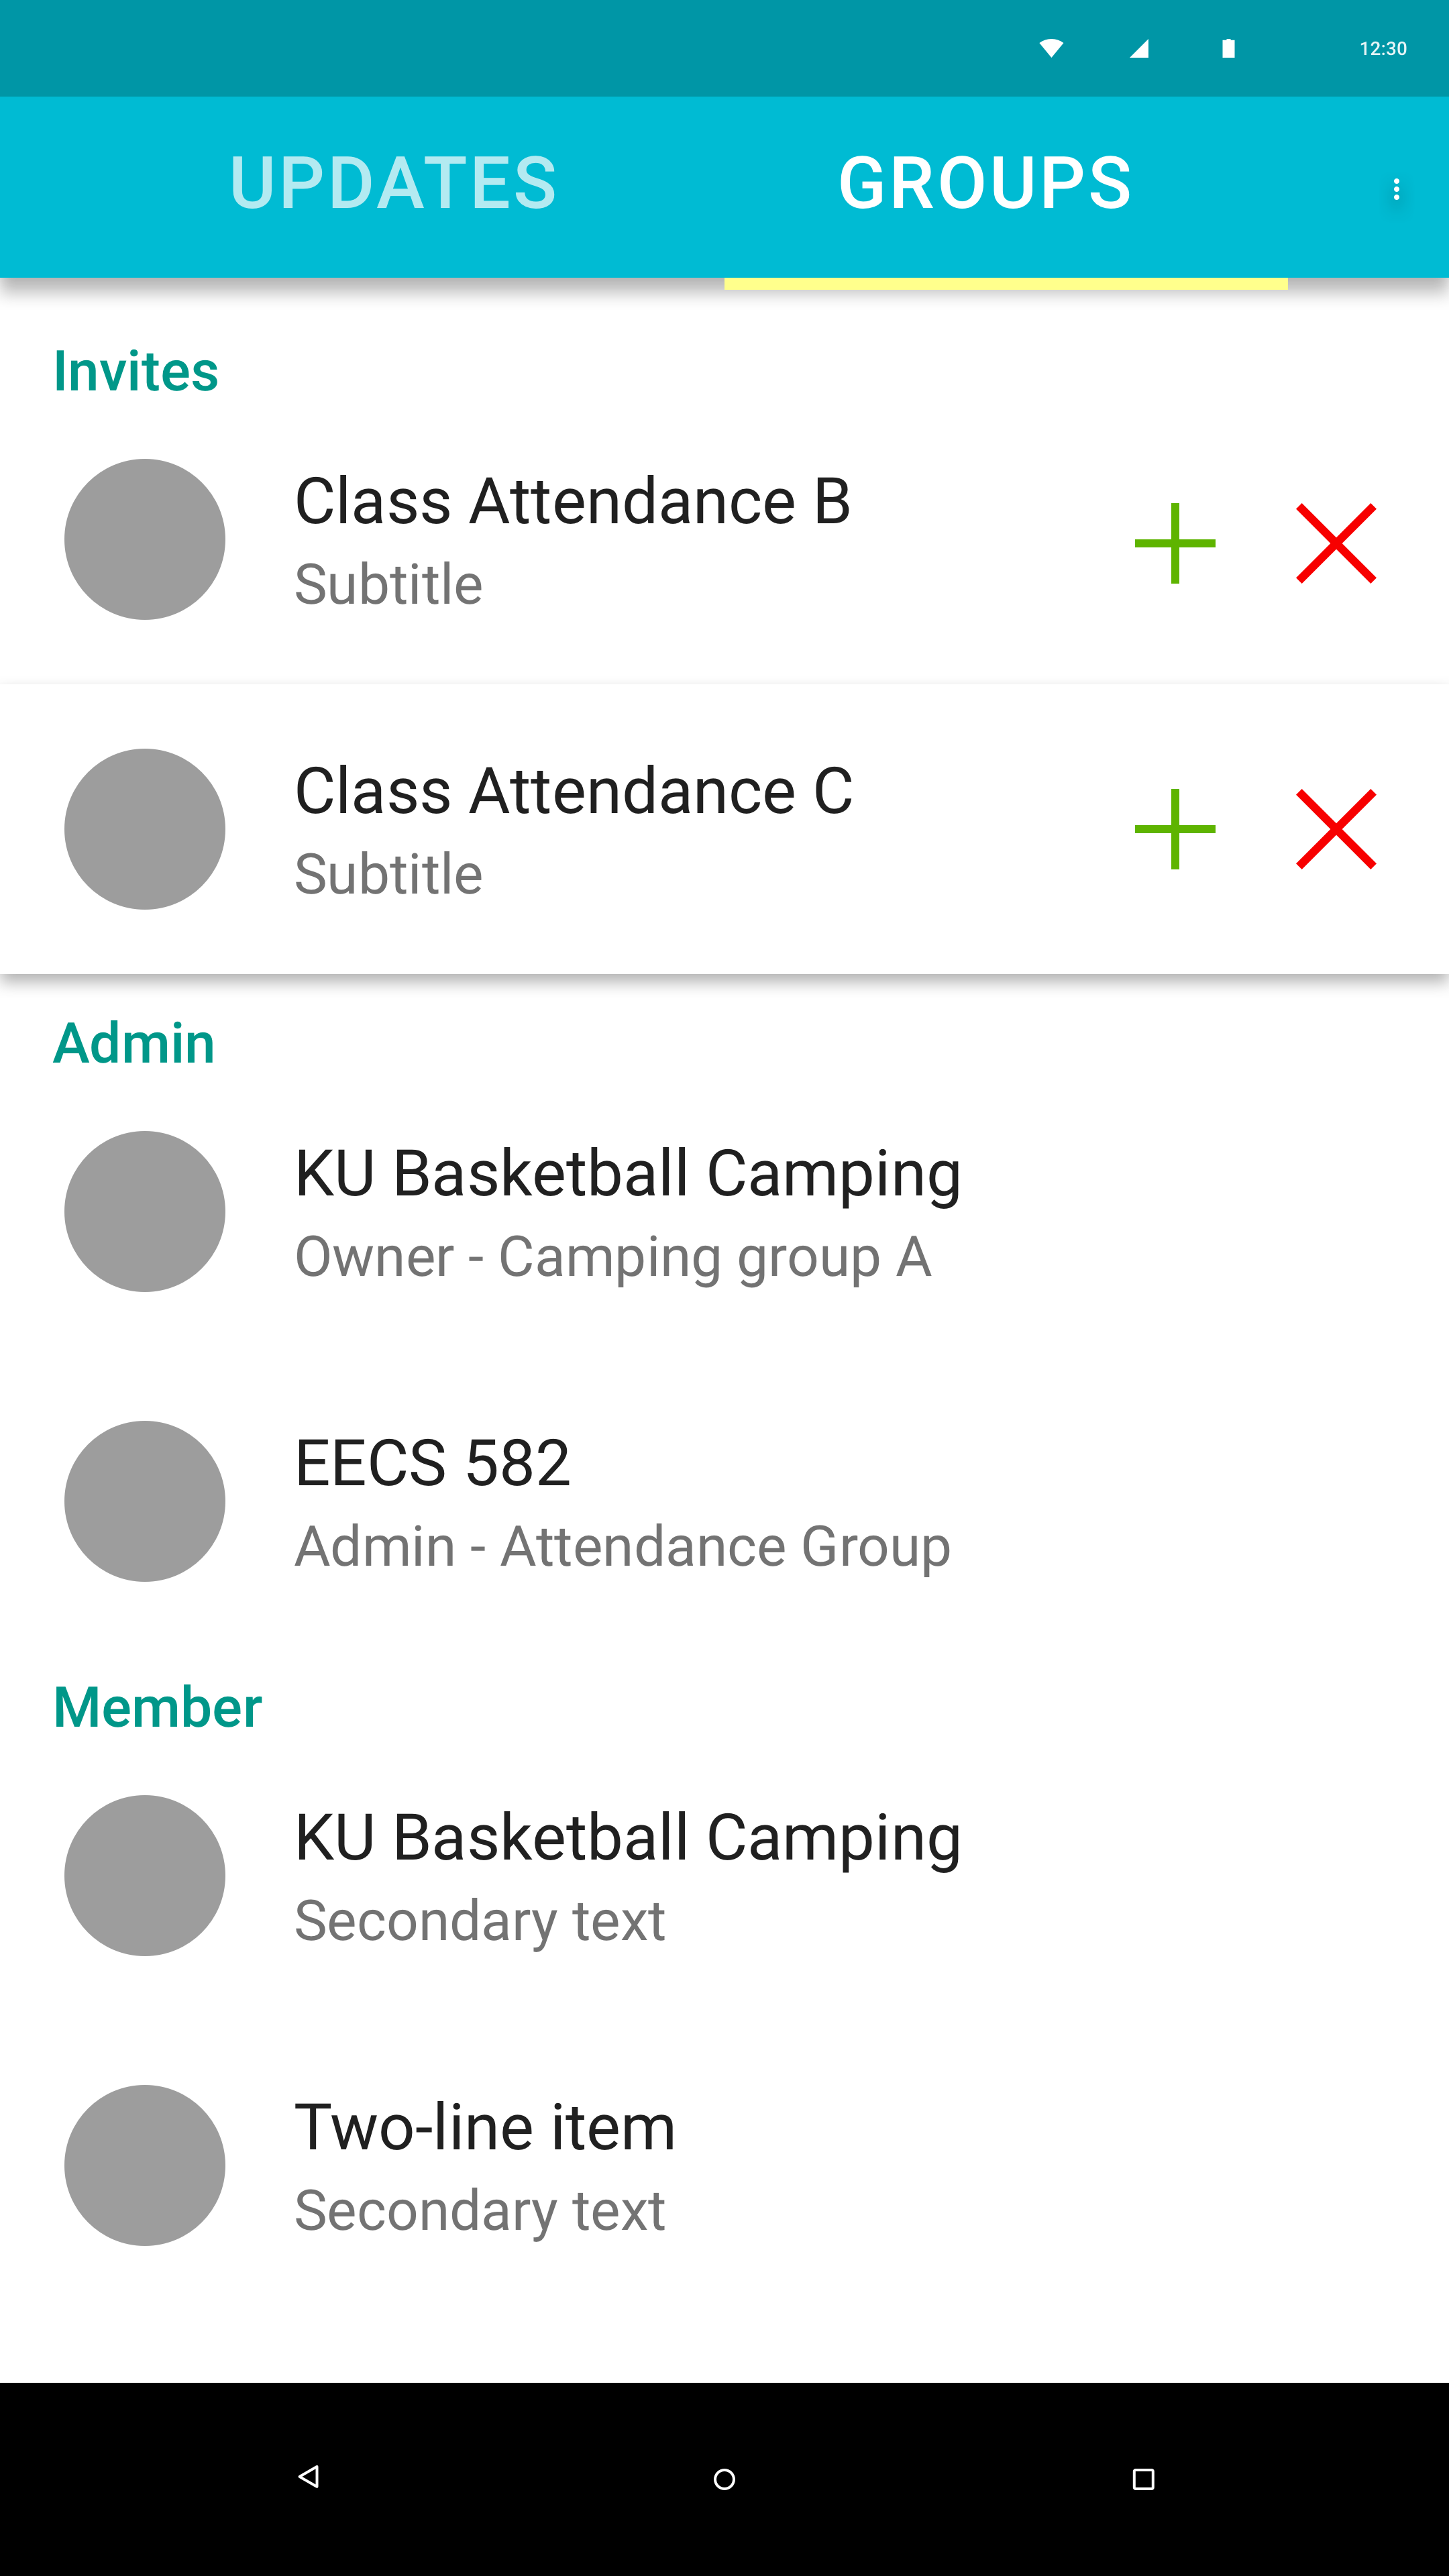 12:30
UPDATES GROUPS
Invites
Class Attendance B
Subtitle
Class Attendance C
Subtitle
Admin
KU Basketball Camping
Owner - Camping group A
EECS 582
Admin - Attendance Group
Member
KU Basketball Camping
Secondary text
Two-line item
Secondary text